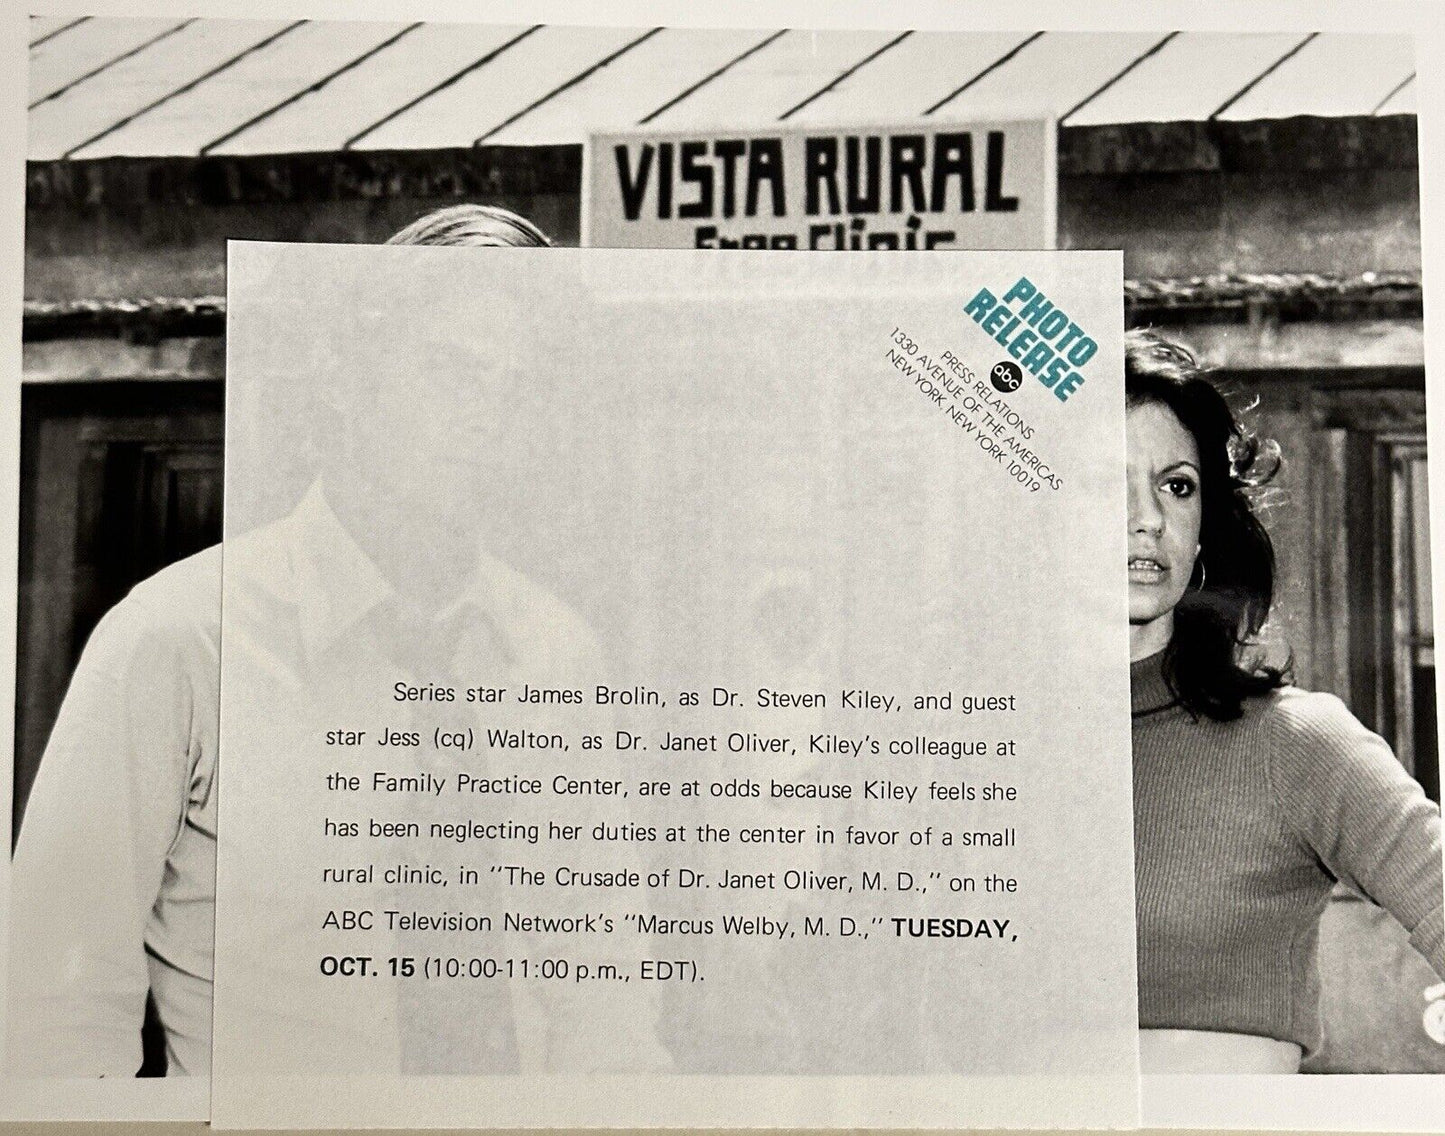 VISTA RURAL
Free Clinic
PHOTO
RELEASE
abc
PRESS RELATIONS
1330 AVENUE OF THE AMERICAS
NEW YORK, NEW YORK 10019
Series star James Brolin, as Dr. Steven Kiley, and guest
star Jess (cq) Walton, as Dr. Janet Oliver, Kiley's colleague at
the Family Practice Center, are at odds because Kiley feels she
has been neglecting her duties at the center in favor of a small
rural clinic, in "The Crusade of Dr. Janet Oliver, M. D.," on the
ABC Television Network's "Marcus Welby, M. D.," TUESDAY,
OCT. 15 (10:00-11:00 p.m., EDT).